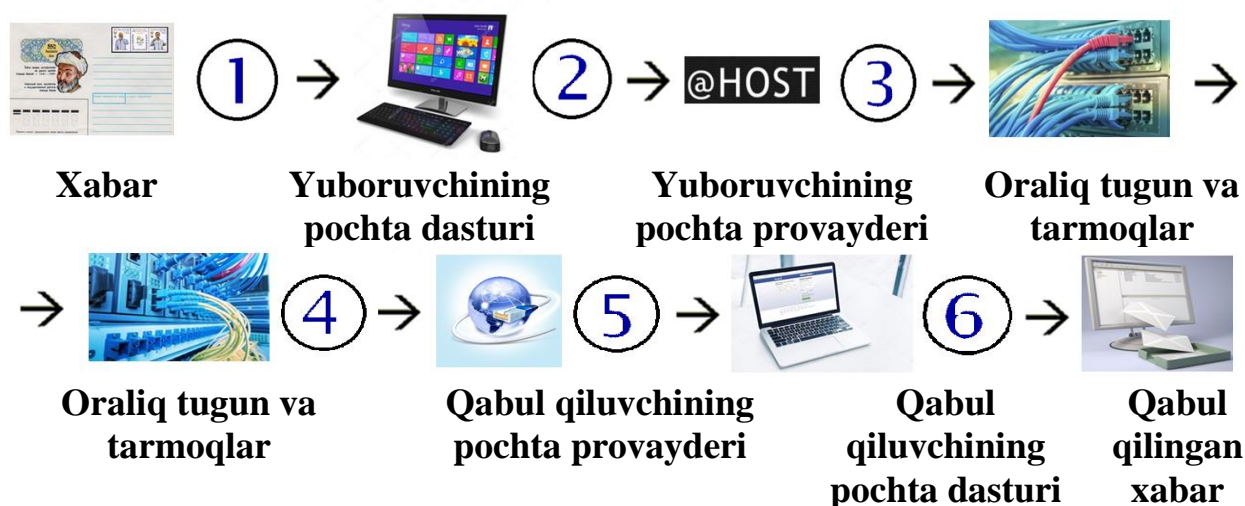 1
2
@HOST
3
Xabar
Yuboruvchining
pochta dasturi
Yuboruvchining
pochta provayderi
Oraliq tugun va
tarmoqlar
4
5
6
Oraliq tugun va
tarmoqlar
Qabul qiluvchining
pochta provayderi
Qabul
qiluvchining
pochta dasturi
Qabul
qilingan
xabar